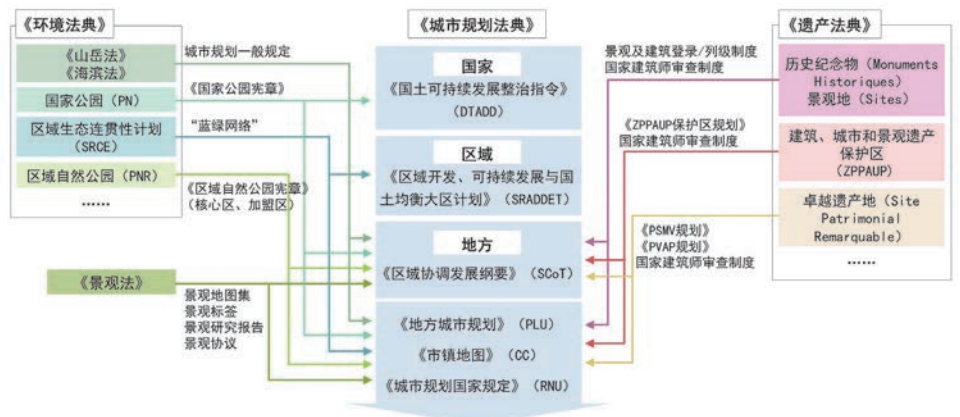 《环境法典》
《山岳法》
《海滨法》
国家公园（PN）
区域生态连贯性计划
（SRCE）
区域自然公园（PNR）
……
《景观法》
城市规划一般规定
《国家公园宪章》
“蓝绿网络”
《区域自然公园宪章》
（核心区、加盟区）
景观地图集
景观标签
景观研究报告
景观协议
《城市规划法典》
国家
《国土可持续发展整治指令》
（DTADD）
区域
《区域开发、可持续发展与国
土均衡大区计划》（SRADDET）
地方
《区域协调发展纲要》（SCoT）
《地方城市规划》（PLU）
《市镇地图》（CC）
《城市规划国家规定》（RNU）
景观及建筑登录/列级制度
国家建筑师审查制度
《ZPPAUP保护区规划》
国家建筑师审查制度
《PSMV规划》
《PVAP规划》
国家建筑师审查制度
《遗产法典》
历史纪念物（Monuments
Historiques）
景观地（Sites）
建筑、城市和景观遗产
保护区
（ZPPAUP）
卓越遗产地（Site
Patrimonial
Remarquable）
……